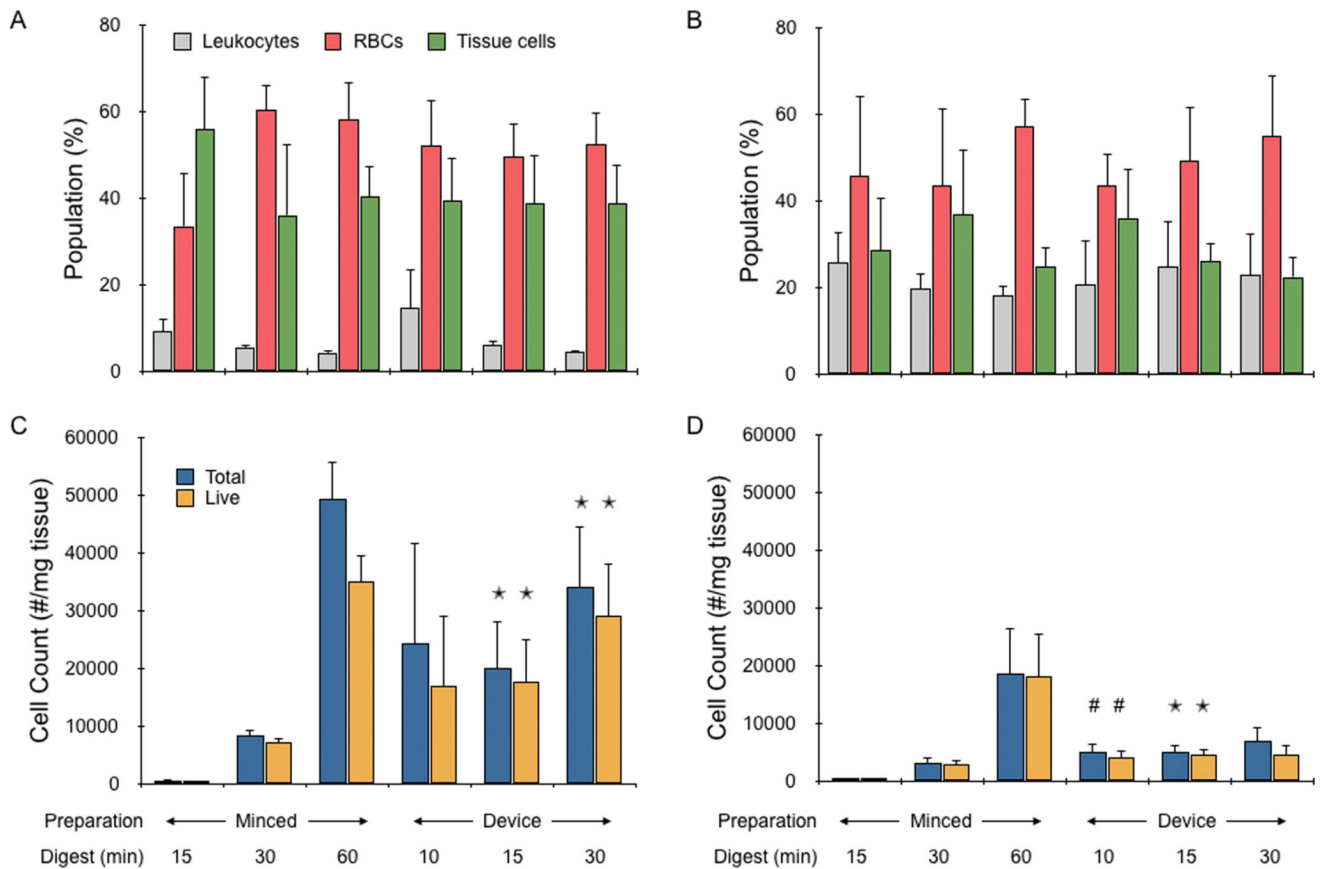 A
80
60
40
20
0
Population (%)
Leukocytes RBCs Tissue cells
B
80
60
40
20
0
Population (%)
C
60000
50000
40000
30000
20000
10000
0
Cell Count (#/mg tissue)
Total
Live
★ ★
★ ★
D
60000
50000
40000
30000
20000
10000
0
Cell Count (#/mg tissue)
# #
★ ★
Preparation Minced Device
Digest (min) 15 30 60 10 15 30
Preparation Minced Device
Digest (min) 15 30 60 10 15 30